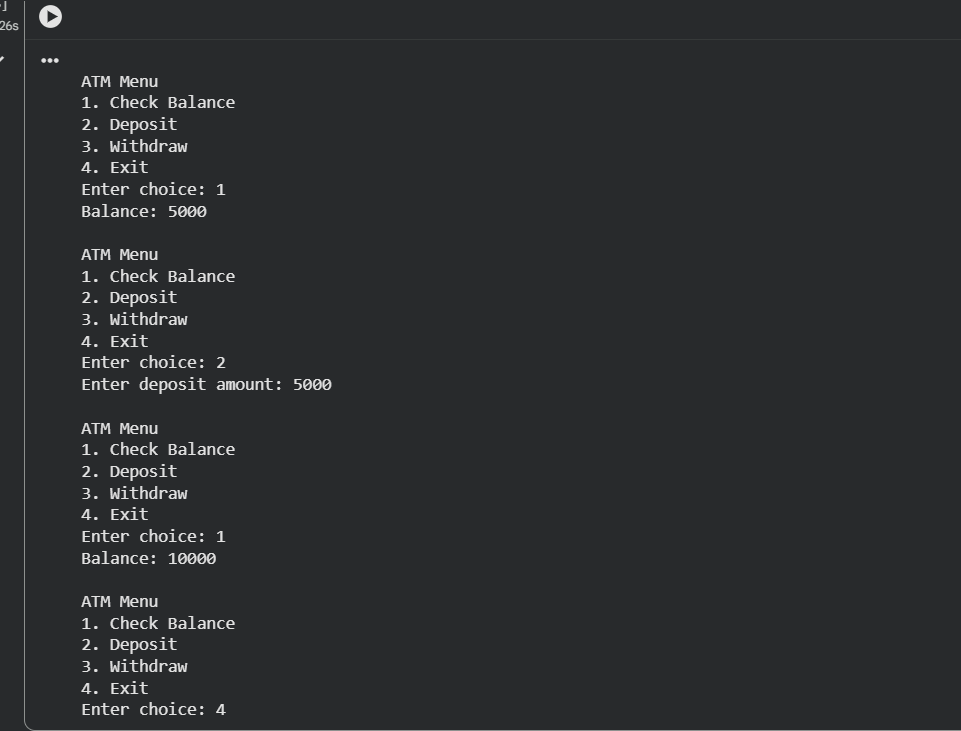 26s
ATM Menu
1. Check Balance
2. Deposit
3. Withdraw
4. Exit
Enter choice: 1
Balance: 5000
ATM Menu
1. Check Balance
2. Deposit
3. Withdraw
4. Exit
Enter choice: 2
Enter deposit amount: 5000
ATM Menu
1. Check Balance
2. Deposit
3. Withdraw
4. Exit
Enter choice: 1
Balance: 10000
ATM Menu
1. Check Balance
2. Deposit
3. Withdraw
4. Exit
Enter choice: 4